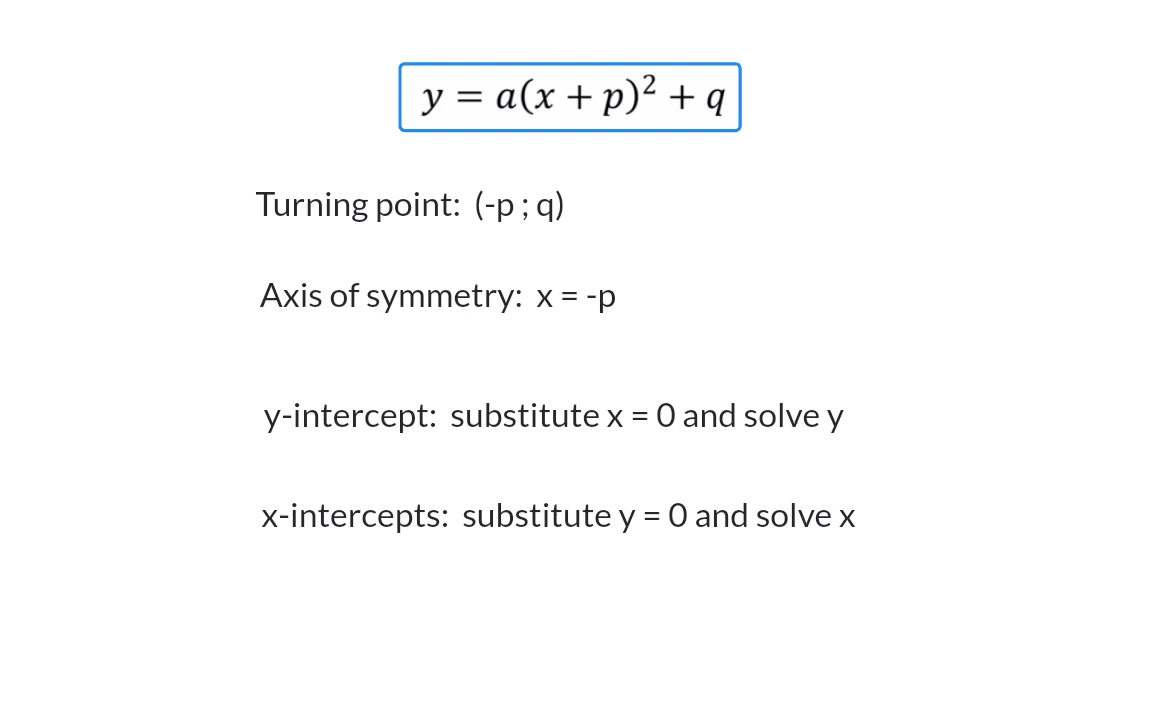 y = a(x + p)² + q
Turning point: (-p ; q)
Axis of symmetry: x = -p
y-intercept: substitute x = 0 and solve y
x-intercepts: substitute y = 0 and solve x